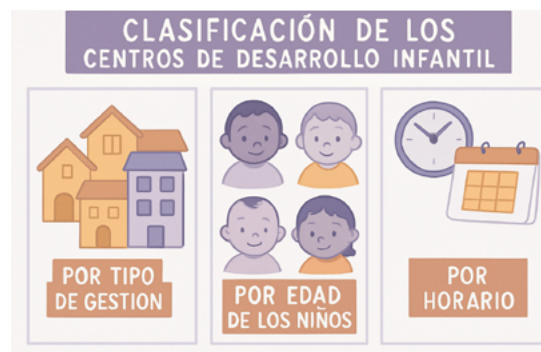 CLASIFICACIÓN DE LOS
CENTROS DE DESARROLLO INFANTIL
POR TIPO
DE GESTION
POR EDAD
DE LOS NIÑOS
POR
HORARIO